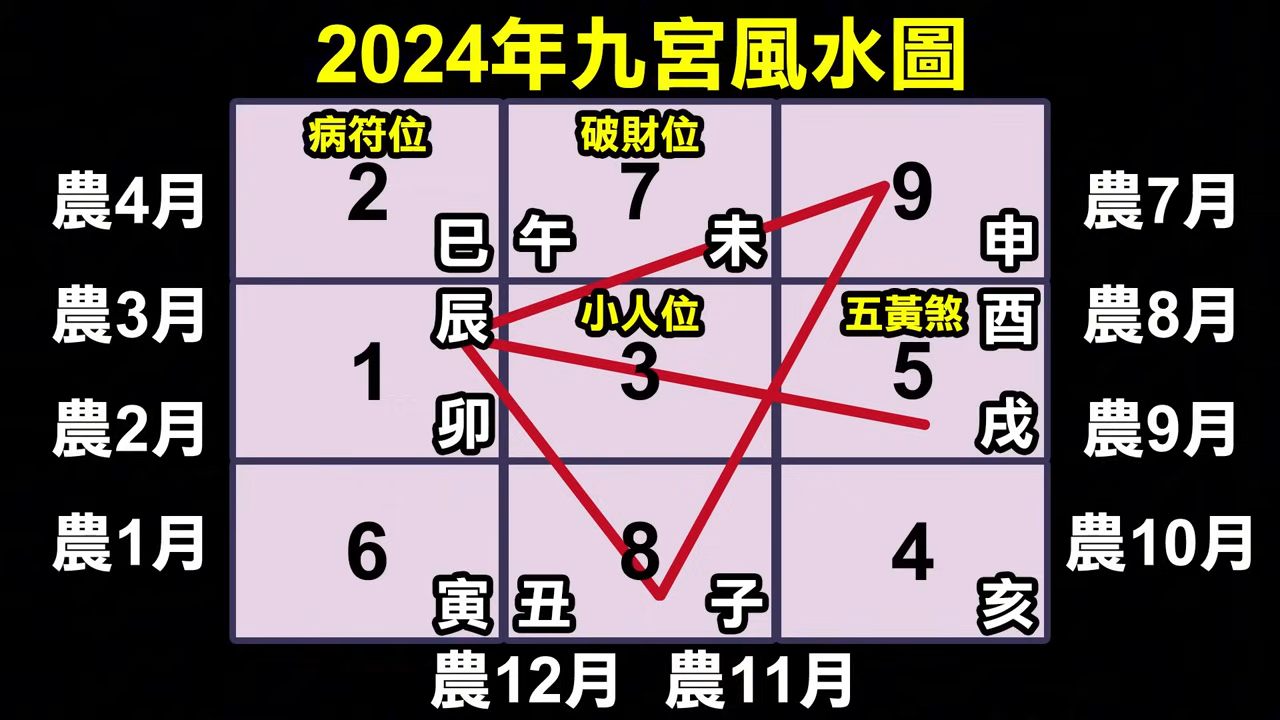 2024年九宮風水圖
病符位
2
巳
破財位
7
午
未
9
申
農4月
農7月
農3月
農8月
辰
1
卯
小人位
3
五黃煞
5
酉
戌
農2月
農9月
農1月
農10月
6
寅
8
丑
子
4
亥
農12月
農11月